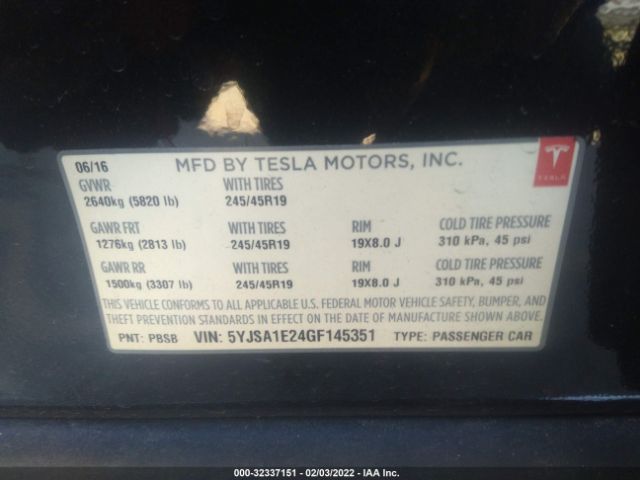 06/16 MFD BY TESLA MOTORS, INC.
TESLA
GVWR WITH TIRES
2640kg (5820 lb) 245/45R19
GAWR FRT WITH TIRES RIM COLD TIRE PRESSURE
1276kg (2813 lb) 245/45R19 19X8.0 J 310 kPa, 45 psi
GAWR RR WITH TIRES RIM COLD TIRE PRESSURE
1500kg (3307 lb) 245/45R19 19X8.0 J 310 kPa, 45 psi
THIS VEHICLE CONFORMS TO ALL APPLICABLE U.S. FEDERAL MOTOR VEHICLE SAFETY, BUMPER, AND
THEFT PREVENTION STANDARDS IN EFFECT ON THE DATE OF MANUFACTURE SHOWN ABOVE.
PNT: PBSB VIN: 5YJSA1E24GF145351 TYPE: PASSENGER CAR
000-32337151 - 02/03/2022 - IAA Inc.